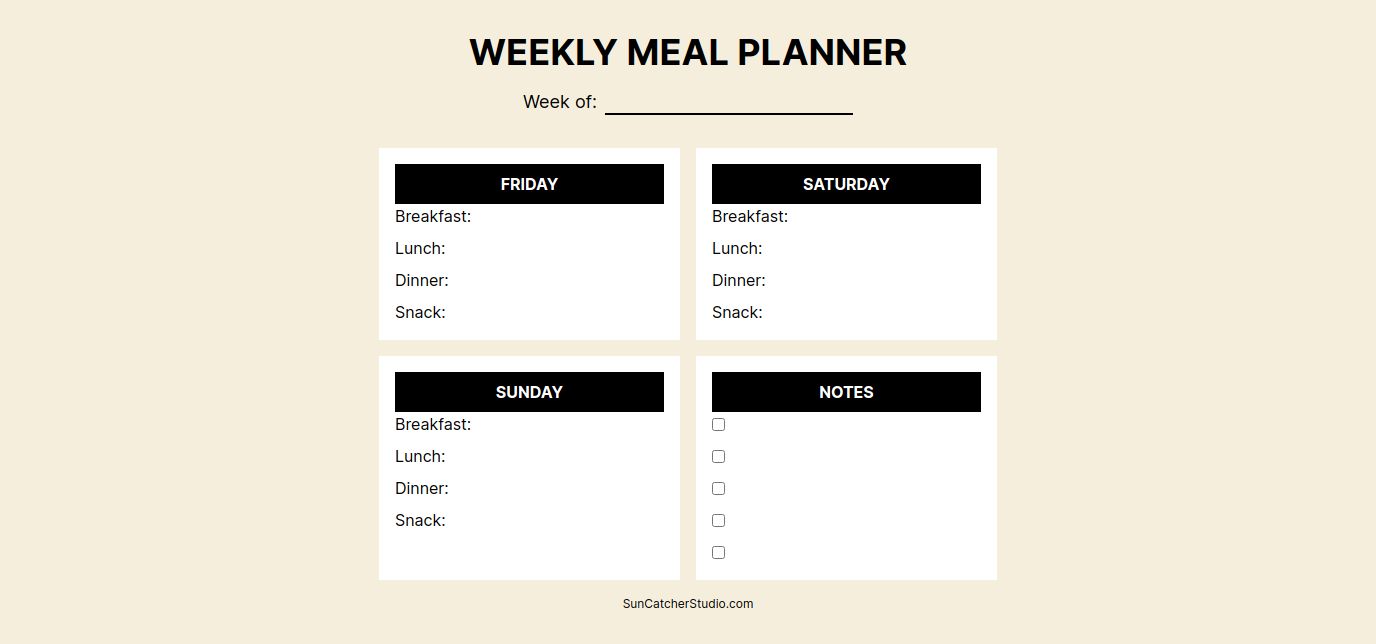 WEEKLY MEAL PLANNER
Week of:
FRIDAY
Breakfast:
Lunch:
Dinner:
Snack:
SATURDAY
Breakfast:
Lunch:
Dinner:
Snack:
SUNDAY
Breakfast:
Lunch:
Dinner:
Snack:
NOTES
SunCatcherStudio.com